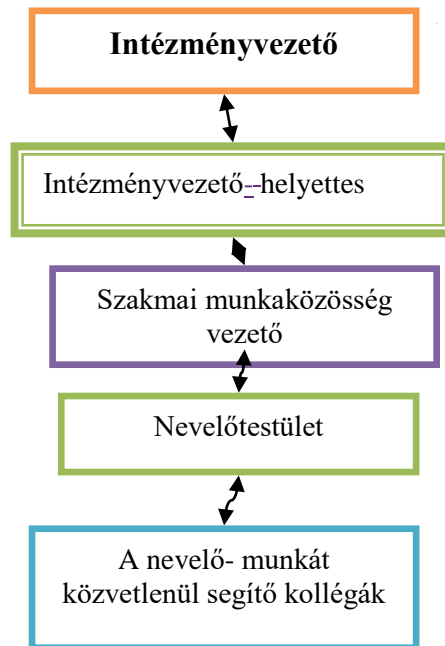 Intézményvezető
Intézményvezető--helyettes
Szakmai munkaközösség
vezető
Nevelőtestület
A nevelő- munkát
közvetlenül segítő kollégák